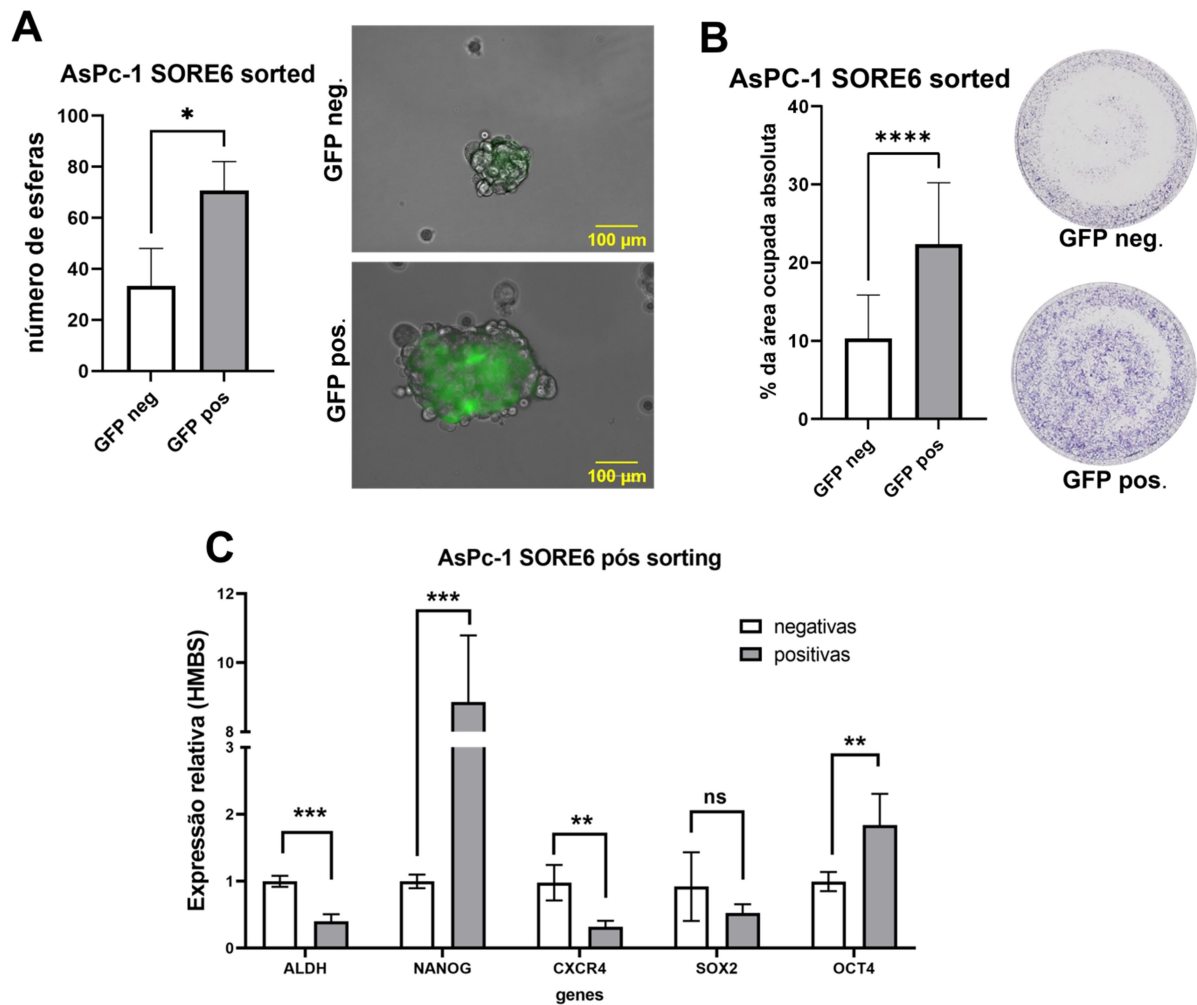 A
AsPc-1 SORE6 sorted
número de esferas
100
80
60
40
20
0
*
GFP neg
GFP pos
GFP neg.
100 µm
GFP pos.
100 µm
B
AsPC-1 SORE6 sorted
% da área ocupada absoluta
40
30
20
10
0
****
GFP neg
GFP pos
GFP neg.
GFP pos.
C
AsPc-1 SORE6 pós sorting
Expressão relativa (HMBS)
12
10
8
3
2
1
0
***
***
**
ns
**
negativas
positivas
ALDH
NANOG
CXCR4
SOX2
OCT4
genes